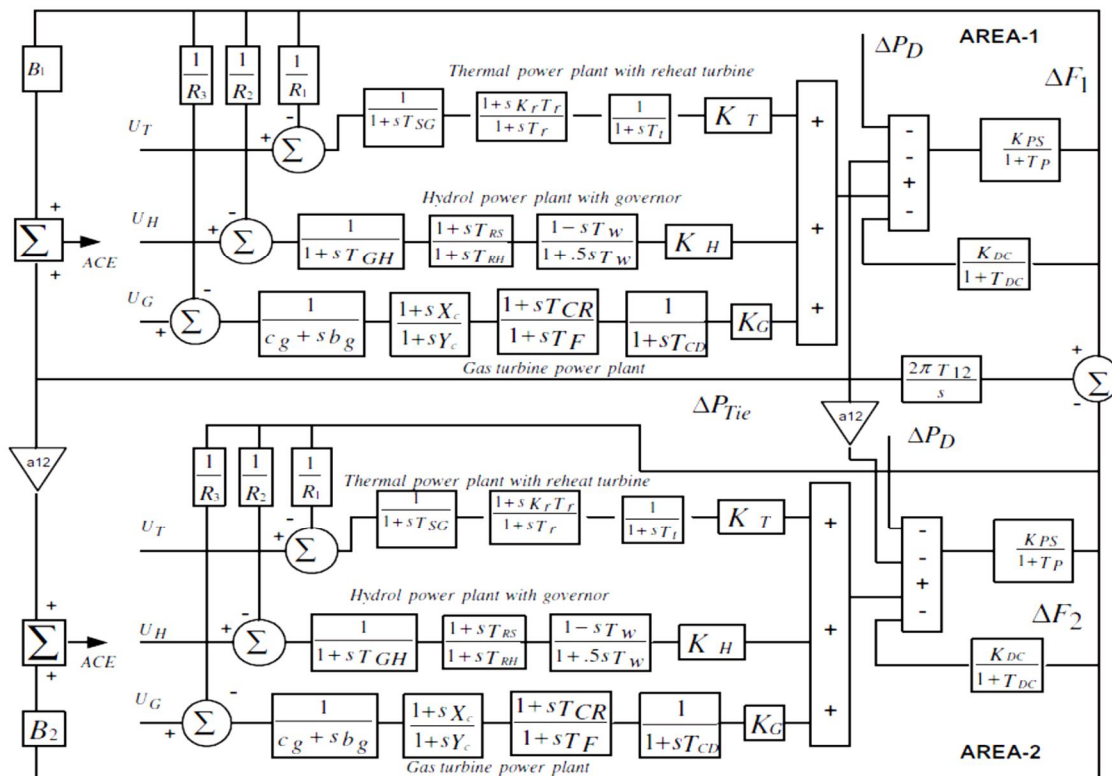 AREA-1
ΔP_D
ΔF_1
B_1
1/R_3
1/R_2
1/R_1
Thermal power plant with reheat turbine
U_T
+
-
Σ
1/1+sT_SG
1+sK_rT_r/1+sT_r
1/1+sT_t
K_T
+
-
-
+
-
K_PS/1+T_P
Hydrol power plant with governor
+
Σ
+
ACE
U_H
+
-
Σ
1/1+sT_GH
1+sT_RS/1+sT_RH
1-sT_w/1+.5sT_w
K_H
+
K_DC/1+T_DC
U_G
+
-
Σ
1/c_g+sb_g
1+sX_c/1+sY_c
1+sT_CR/1+sT_F
1/1+sT_CD
K_G
+
Gas turbine power plant
2πT_12/s
+
Σ
-
ΔP_Tie
a12
ΔP_D
a12
1/R_3
1/R_2
1/R_1
Thermal power plant with reheat turbine
U_T
+
-
Σ
1/1+sT_SG
1+sK_rT_r/1+sT_r
1/1+sT_t
K_T
+
-
-
+
-
K_PS/1+T_P
Hydrol power plant with governor
ΔF_2
+
Σ
+
ACE
U_H
+
-
Σ
1/1+sT_GH
1+sT_RS/1+sT_RH
1-sT_w/1+.5sT_w
K_H
+
K_DC/1+T_DC
U_G
+
-
Σ
1/c_g+sb_g
1+sX_c/1+sY_c
1+sT_CR/1+sT_F
1/1+sT_CD
K_G
+
B_2
Gas turbine power plant
AREA-2